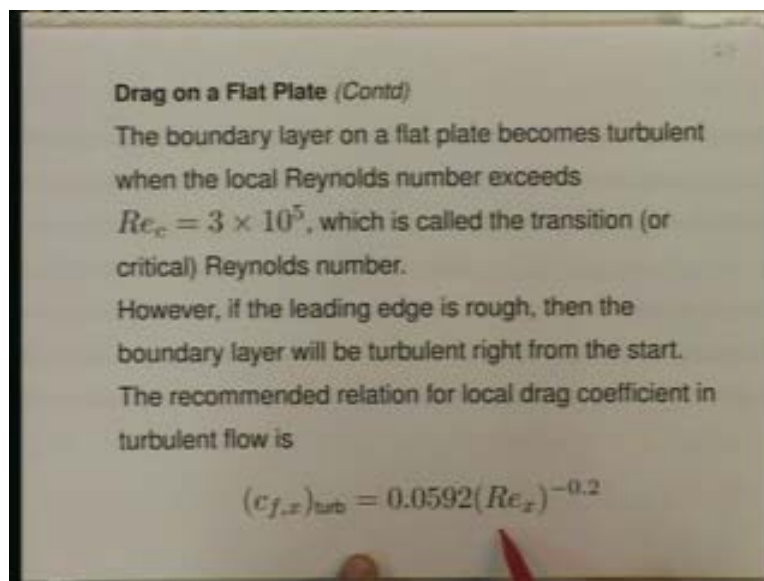 Drag on a Flat Plate (Contd)
The boundary layer on a flat plate becomes turbulent
when the local Reynolds number exceeds
Re_c = 3 × 10^5, which is called the transition (or
critical) Reynolds number.
However, if the leading edge is rough, then the
boundary layer will be turbulent right from the start.
The recommended relation for local drag coefficient in
turbulent flow is
(c_{f,x})_{turb} = 0.0592(Re_x)^{-0.2}